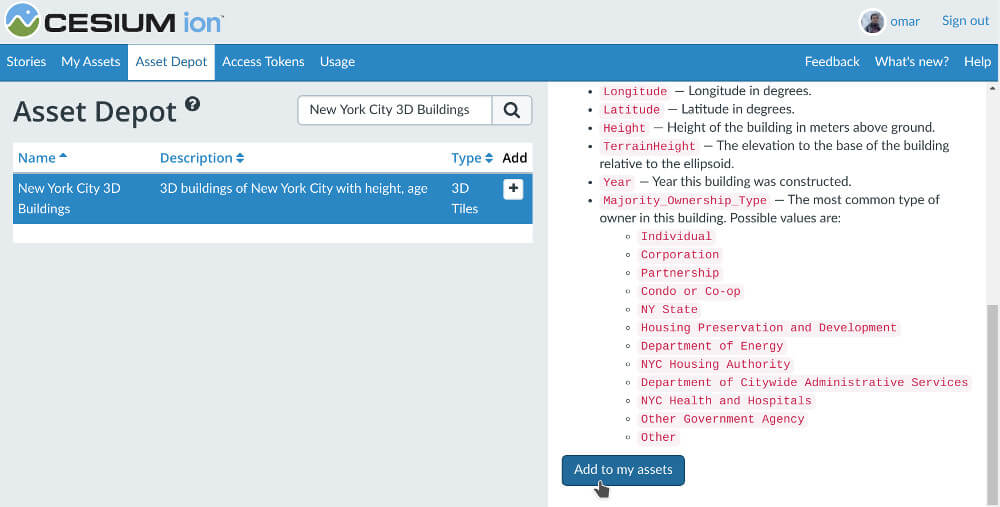 CESIUM ion
omar Sign out
Stories My Assets Asset Depot Access Tokens Usage Feedback What's new? Help
Asset Depot ?
New York City 3D Buildings
Name Description Type Add
New York City 3D 3D buildings of New York City with height, age 3D +
Buildings Tiles
Longitude — Longitude in degrees.
Latitude — Latitude in degrees.
Height — Height of the building in meters above ground.
TerrainHeight — The elevation to the base of the building
relative to the ellipsoid.
Year — Year this building was constructed.
Majority_Ownership_Type — The most common type of
owner in this building. Possible values are:
Individual
Corporation
Partnership
Condo or Co-op
NY State
Housing Preservation and Development
Department of Energy
NYC Housing Authority
Department of Citywide Administrative Services
NYC Health and Hospitals
Other Government Agency
Other
Add to my assets